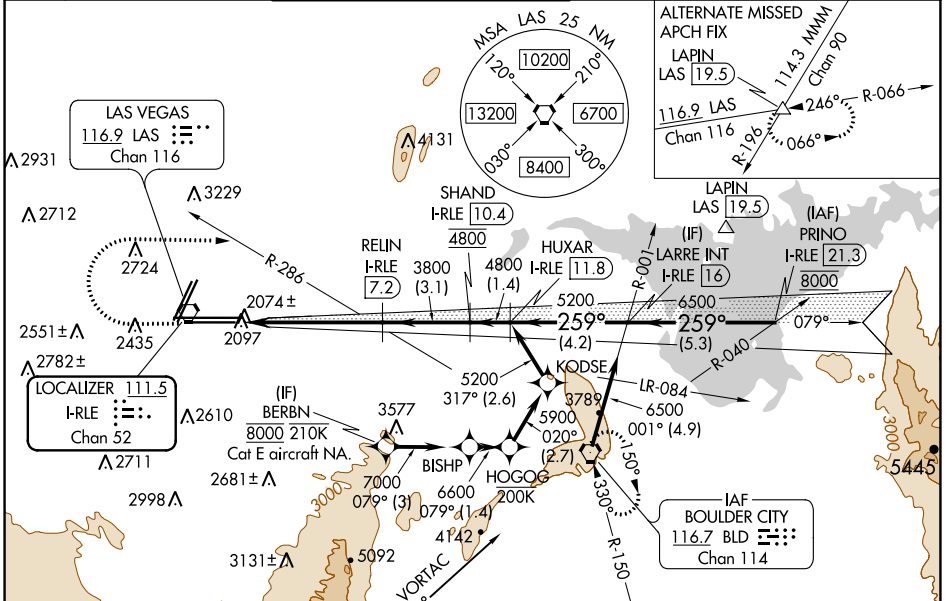 MSA LAS 25 NM
10200
120°
210°
13200
6700
030°
300°
8400
ALTERNATE MISSED
APCH FIX
LAPIN
LAS 19.5
114.3 MMM
Chan 90
116.9 LAS
Chan 116
246°
R-066
066°
R-196
LAS VEGAS
116.9 LAS
Chan 116
2931
2712
3229
4131
2724
R-286
RELIN
I-RLE
7.2
SHAND
I-RLE 10.4
4800
3800
(3.1)
4800
(1.4)
HUXAR
I-RLE 11.8
LAPIN
LAS 19.5
(IF)
LARRE INT
I-RLE 16
(IAF)
PRINO
I-RLE 21.3
8000
R-001
2074±
2097
2551±
2435
5200
259°
(4.2)
6500
259°
(5.3)
079°
R-040
2782±
LOCALIZER 111.5
I-RLE
Chan 52
5200
317° (2.6)
KODSE
LR-084
3789
6500
001° (4.9)
(IF)
BERBN
8000 210K
Cat E aircraft NA.
3577
2610
2711
2681±
2998
BISHP
7000
079° (3)
6600
079° (1.4)
HOGOG
200K
5900
020°
(2.7)
150°
330°
R-150
3000
3000
5445
IAF
BOULDER CITY
116.7 BLD
Chan 114
4142
3131±
5092
VORTAC